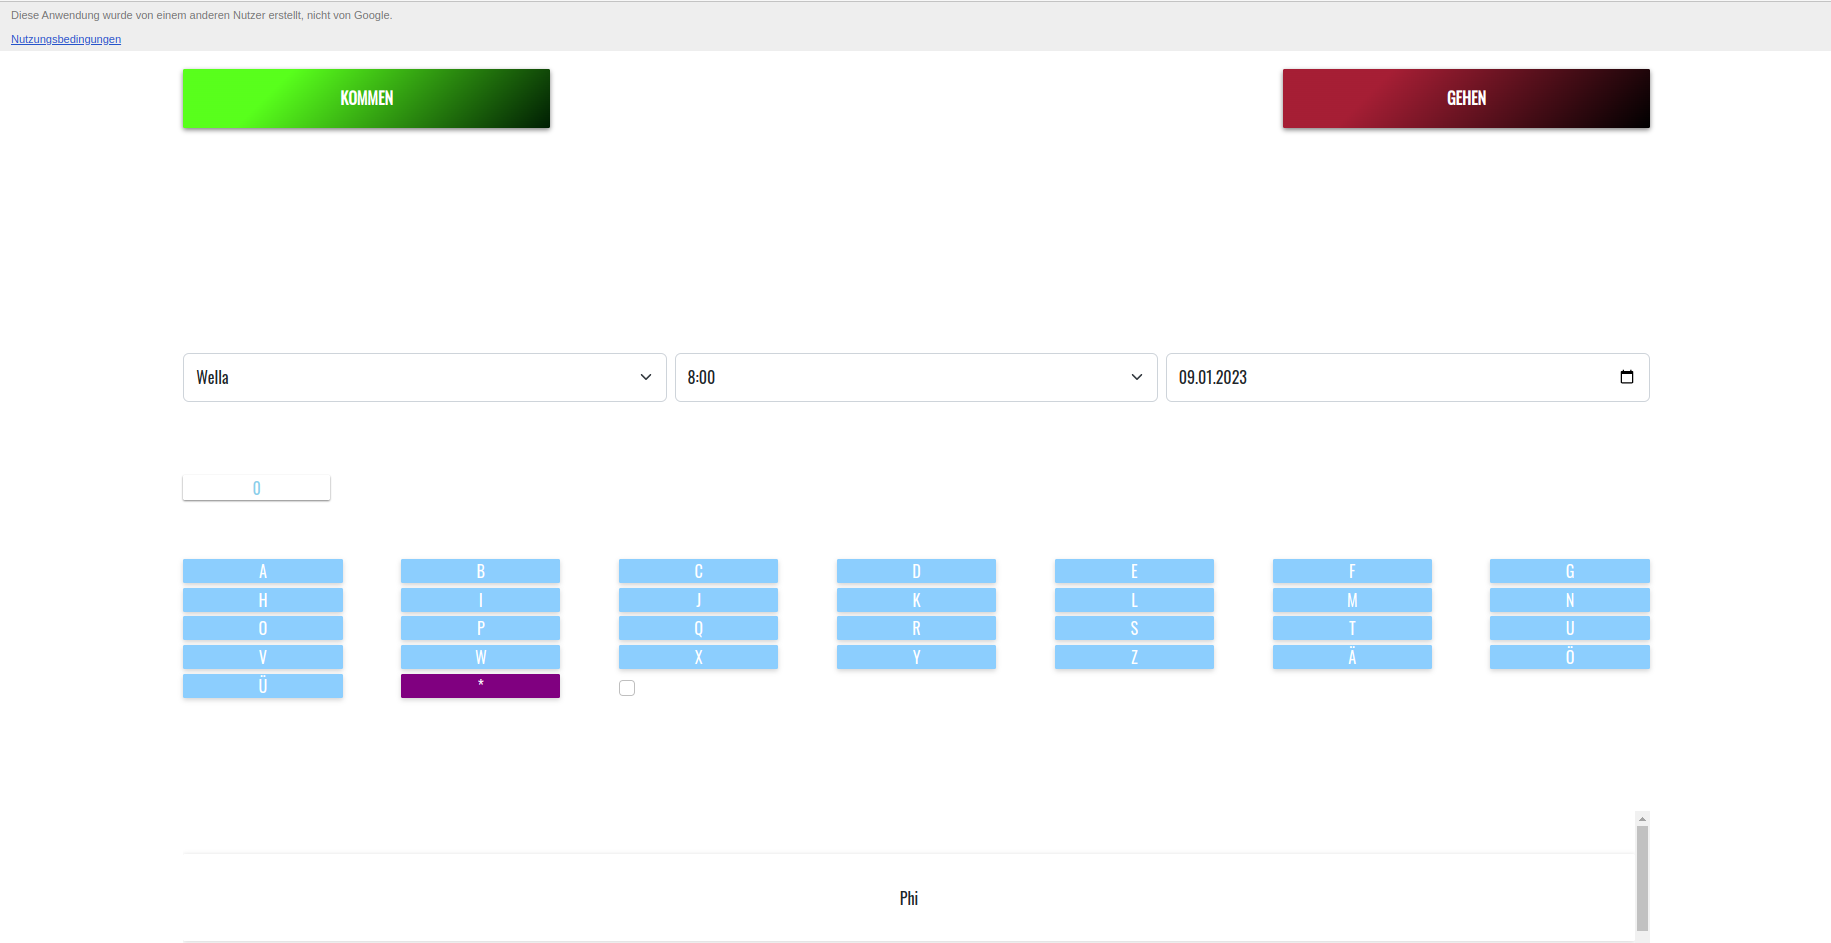 Diese Anwendung wurde von einem anderen Nutzer erstellt, nicht von Google.
Nutzungsbedingungen
KOMMEN GEHEN
Wella 8:00 09.01.2023
0
A B C D E F G
H I J K L M N
O P Q R S T U
V W X Y Z Ä Ö
Ü *
Phi